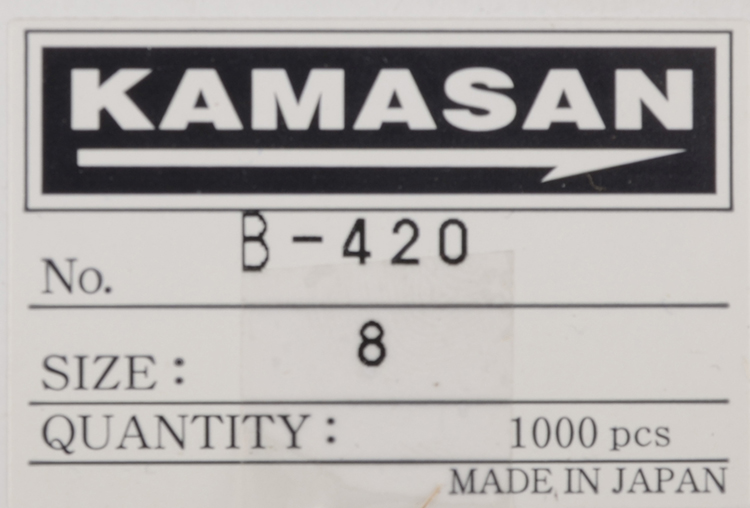 KAMASAN
No. B-420
SIZE: 8
QUANTITY: 1000 pcs
MADE IN JAPAN